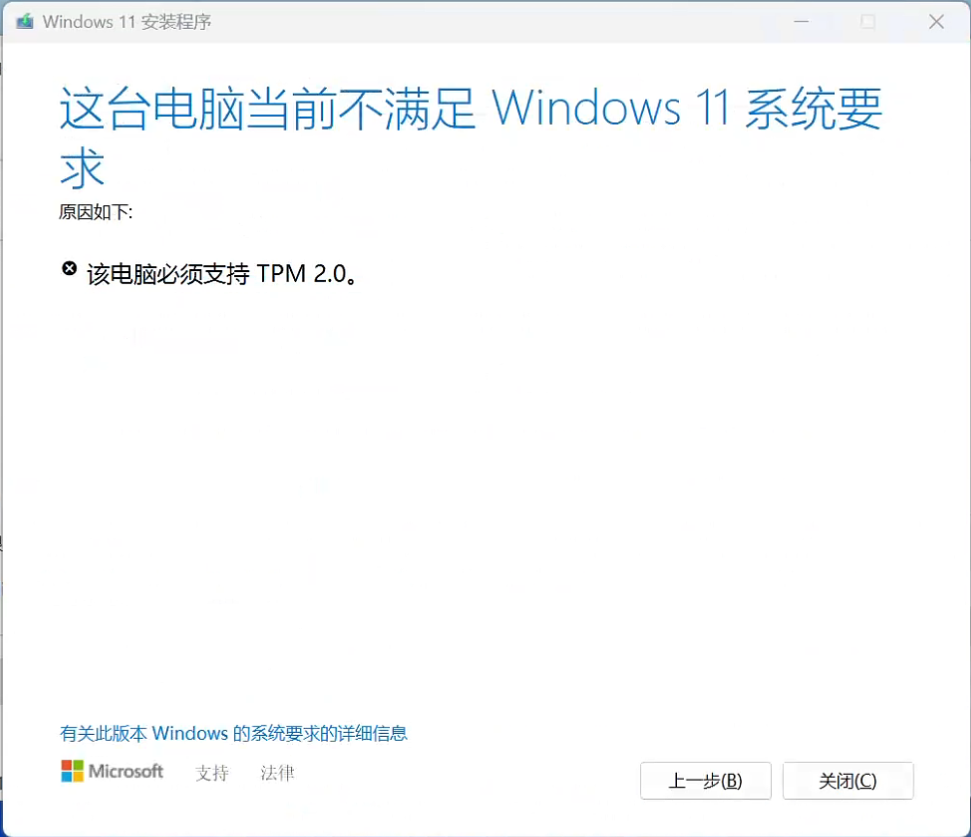 Windows 11 安装程序
这台电脑当前不满足 Windows 11 系统要
求
原因如下:
该电脑必须支持 TPM 2.0。
有关此版本 Windows 的系统要求的详细信息
Microsoft 支持 法律
上一步(B) 关闭(C)